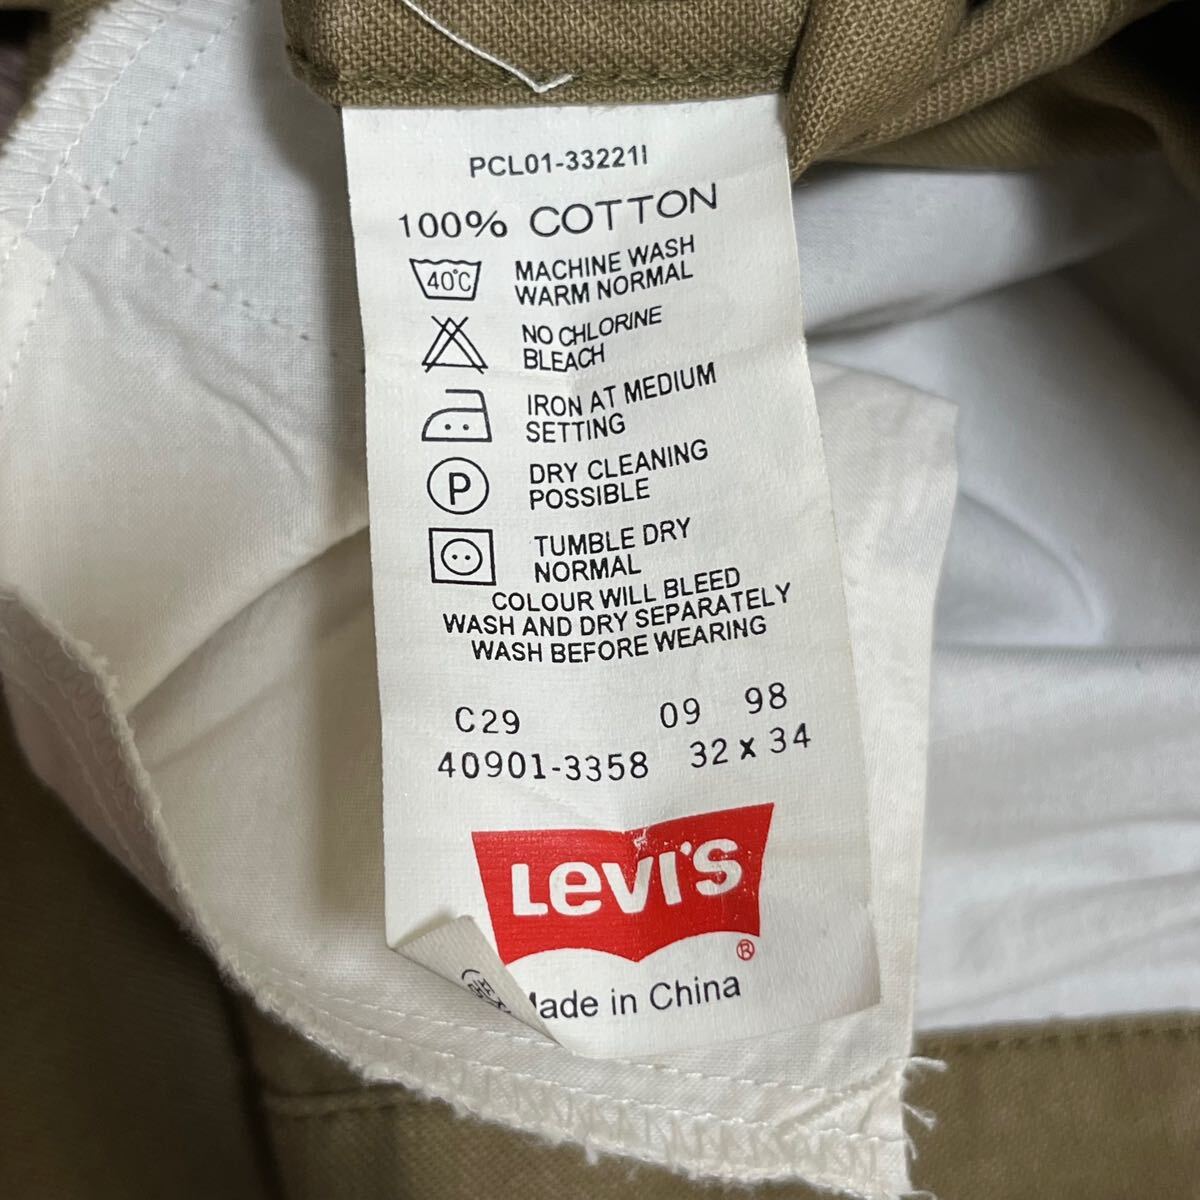 PCL01-33221I
100% COTTON
40°C
MACHINE WASH
WARM NORMAL
NO CHLORINE
BLEACH
IRON AT MEDIUM
SETTING
P
DRY CLEANING
POSSIBLE
TUMBLE DRY
NORMAL
COLOUR WILL BLEED
WASH AND DRY SEPARATELY
WASH BEFORE WEARING
C29 09 98
40901-3358 32 x 34
Levi's
®
Made in China